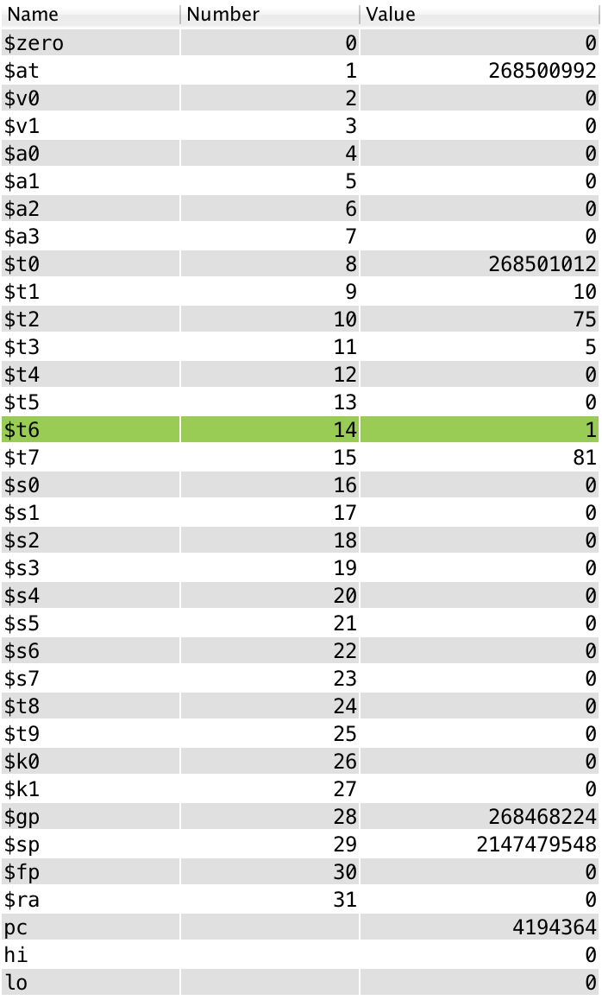 Name Number Value
$zero 0 0
$at 1 268500992
$v0 2 0
$v1 3 0
$a0 4 0
$a1 5 0
$a2 6 0
$a3 7 0
$t0 8 268501012
$t1 9 10
$t2 10 75
$t3 11 5
$t4 12 0
$t5 13 0
$t6 14 1
$t7 15 81
$s0 16 0
$s1 17 0
$s2 18 0
$s3 19 0
$s4 20 0
$s5 21 0
$s6 22 0
$s7 23 0
$t8 24 0
$t9 25 0
$k0 26 0
$k1 27 0
$gp 28 268468224
$sp 29 2147479548
$fp 30 0
$ra 31 0
pc 4194364
hi 0
lo 0